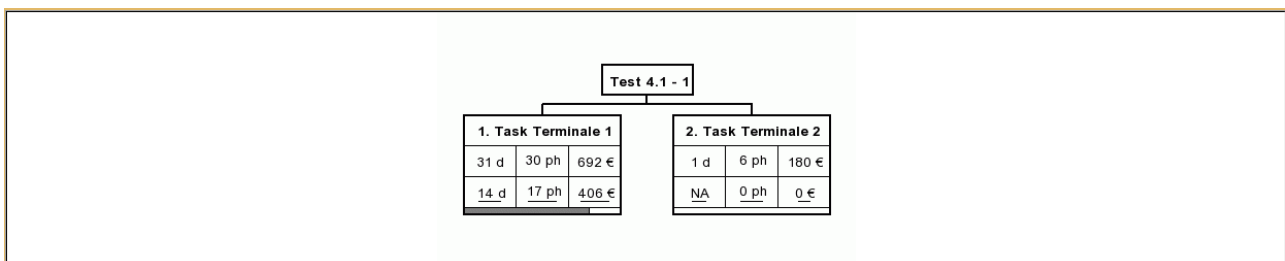 Test 4.1 - 1
1. Task Terminale 1
31 d 30 ph 692 €
14 d 17 ph 406 €
2. Task Terminale 2
1 d 6 ph 180 €
NA 0 ph 0 €